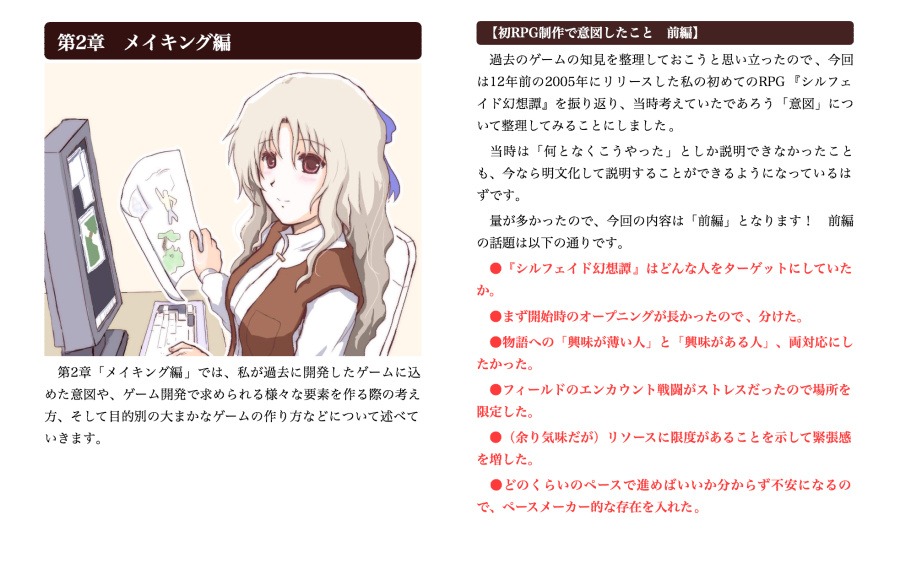 第2章　メイキング編
第2章「メイキング編」では、私が過去に開発したゲームに込
めた意図や、ゲーム開発で求められる様々な要素を作る際の考え
方、そして目的別の大まかなゲームの作り方などについて述べて
いきます。
【初RPG制作で意図したこと　前編】
過去のゲームの知見を整理しておこうと思い立ったので、今回
は12年前の2005年にリリースした私の初めてのRPG『シルフェ
イド幻想譚』を振り返り、当時考えていたであろう「意図」につ
いて整理してみることにしました。
当時は「何となくこうやった」としか説明できなかったこと
も、今なら明文化して説明することができるようになっているは
ずです。
量が多かったので、今回の内容は「前編」となります！　前編
の話題は以下の通りです。
●『シルフェイド幻想譚』はどんな人をターゲットにしていた
か。
●まず開始時のオープニングが長かったので、分けた。
●物語への「興味が薄い人」と「興味がある人」、両対応にし
たかった。
●フィールドのエンカウント戦闘がストレスだったので場所を
限定した。
●（余り気味だが）リソースに限度があることを示して緊張感
を増した。
●どのくらいのペースで進めばいいか分からず不安になるの
で、ペースメーカー的な存在を入れた。